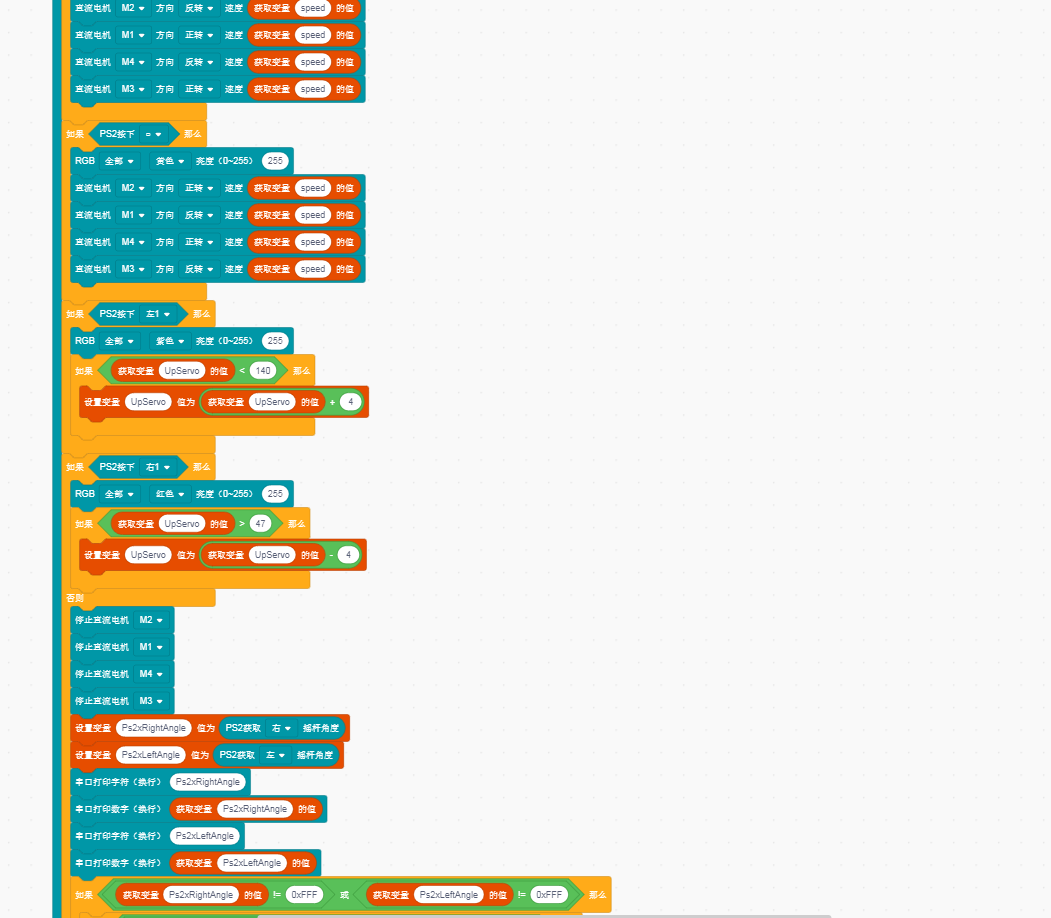 直流电机 M2 方向 反转 速度 获取变量 speed 的值
直流电机 M1 方向 正转 速度 获取变量 speed 的值
直流电机 M4 方向 反转 速度 获取变量 speed 的值
直流电机 M3 方向 正转 速度 获取变量 speed 的值
如果 PS2按下 □ 那么
RGB 全部 黄色 亮度（0~255） 255
直流电机 M2 方向 正转 速度 获取变量 speed 的值
直流电机 M1 方向 反转 速度 获取变量 speed 的值
直流电机 M4 方向 正转 速度 获取变量 speed 的值
直流电机 M3 方向 反转 速度 获取变量 speed 的值
如果 PS2按下 左1 那么
RGB 全部 紫色 亮度（0~255） 255
如果 获取变量 UpServo 的值 < 140 那么
设置变量 UpServo 值为 获取变量 UpServo 的值 + 4
如果 PS2按下 右1 那么
RGB 全部 红色 亮度（0~255） 255
如果 获取变量 UpServo 的值 > 47 那么
设置变量 UpServo 值为 获取变量 UpServo 的值 - 4
否则
停止直流电机 M2
停止直流电机 M1
停止直流电机 M4
停止直流电机 M3
设置变量 Ps2xRightAngle 值为 PS2获取 右 摇杆角度
设置变量 Ps2xLeftAngle 值为 PS2获取 左 摇杆角度
串口打印字符（换行） Ps2xRightAngle
串口打印数字（换行） 获取变量 Ps2xRightAngle 的值
串口打印字符（换行） Ps2xLeftAngle
串口打印数字（换行） 获取变量 Ps2xLeftAngle 的值
如果 获取变量 Ps2xRightAngle 的值 != 0xFFF 或 获取变量 Ps2xLeftAngle 的值 != 0xFFF 那么